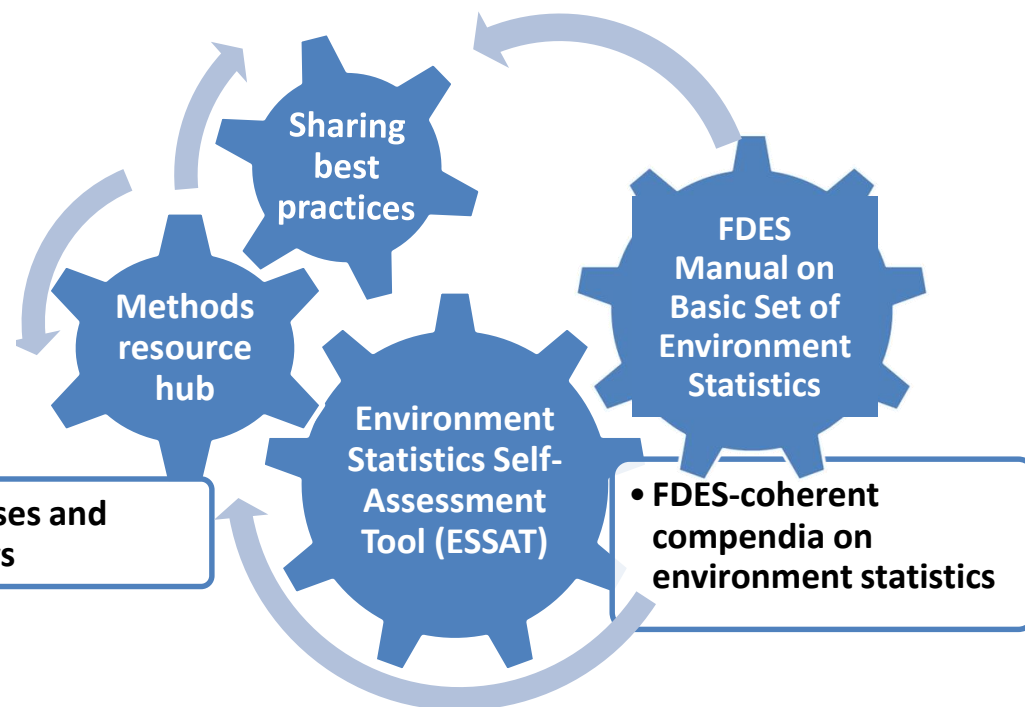 Sharing
best
practices
FDES
Manual on
Basic Set of
Environment
Statistics
Methods
resource
hub
Environment
Statistics Self-
Assessment
Tool (ESSAT)
• FDES-coherent
compendia on
environment statistics
and